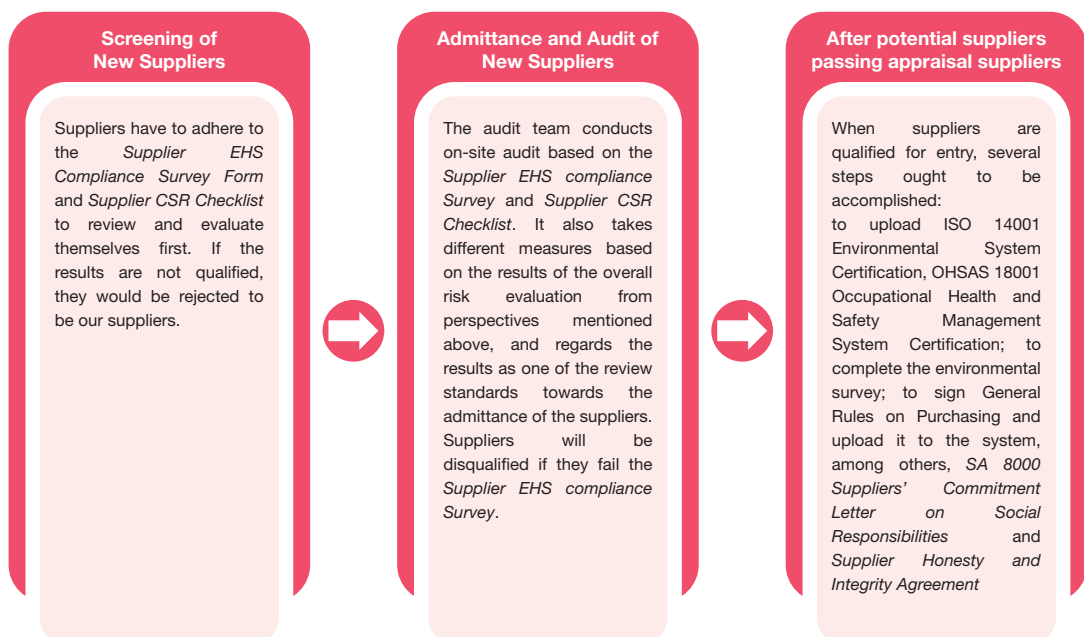 Screening of
New Suppliers
Suppliers have to adhere to
the Supplier EHS
Compliance Survey Form
and Supplier CSR Checklist
to review and evaluate
themselves first. If the
results are not qualified,
they would be rejected to
be our suppliers.
Admittance and Audit of
New Suppliers
The audit team conducts
on-site audit based on the
Supplier EHS compliance
Survey and Supplier CSR
Checklist. It also takes
different measures based
on the results of the overall
risk evaluation from
perspectives mentioned
above, and regards the
results as one of the review
standards towards the
admittance of the suppliers.
Suppliers will be
disqualified if they fail the
Supplier EHS compliance
Survey.
After potential suppliers
passing appraisal suppliers
When suppliers are
qualified for entry, several
steps ought to be
accomplished:
to upload ISO 14001
Environmental System
Certification, OHSAS 18001
Occupational Health and
Safety Management
System Certification; to
complete the environmental
survey; to sign General
Rules on Purchasing and
upload it to the system,
among others, SA 8000
Suppliers' Commitment
Letter on Social
Responsibilities and
Supplier Honesty and
Integrity Agreement